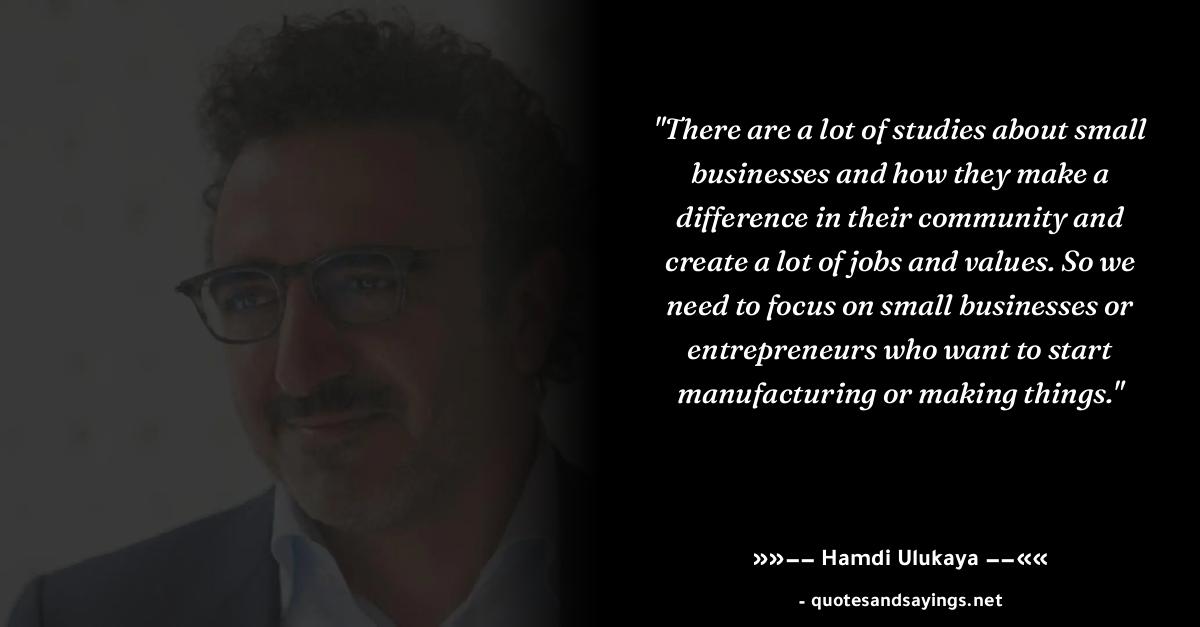 "There are a lot of studies about small
businesses and how they make a
difference in their community and
create a lot of jobs and values. So we
need to focus on small businesses or
entrepreneurs who want to start
manufacturing or making things."
»»−− Hamdi Ulukaya −−««
- quotesandsayings.net